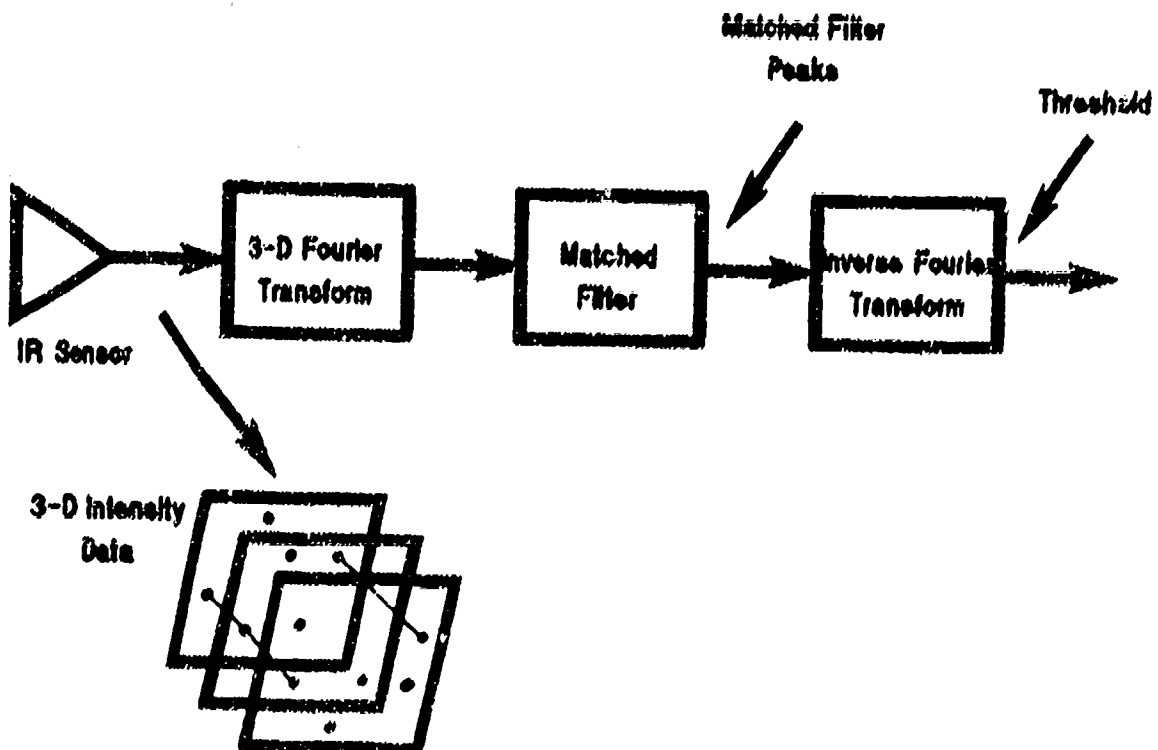 Matched Filter
Peaks
Threshold
3-D Fourier
Transform
Matched
Filter
Inverse Fourier
Transform
IR Sensor
3-D Intensity
Data